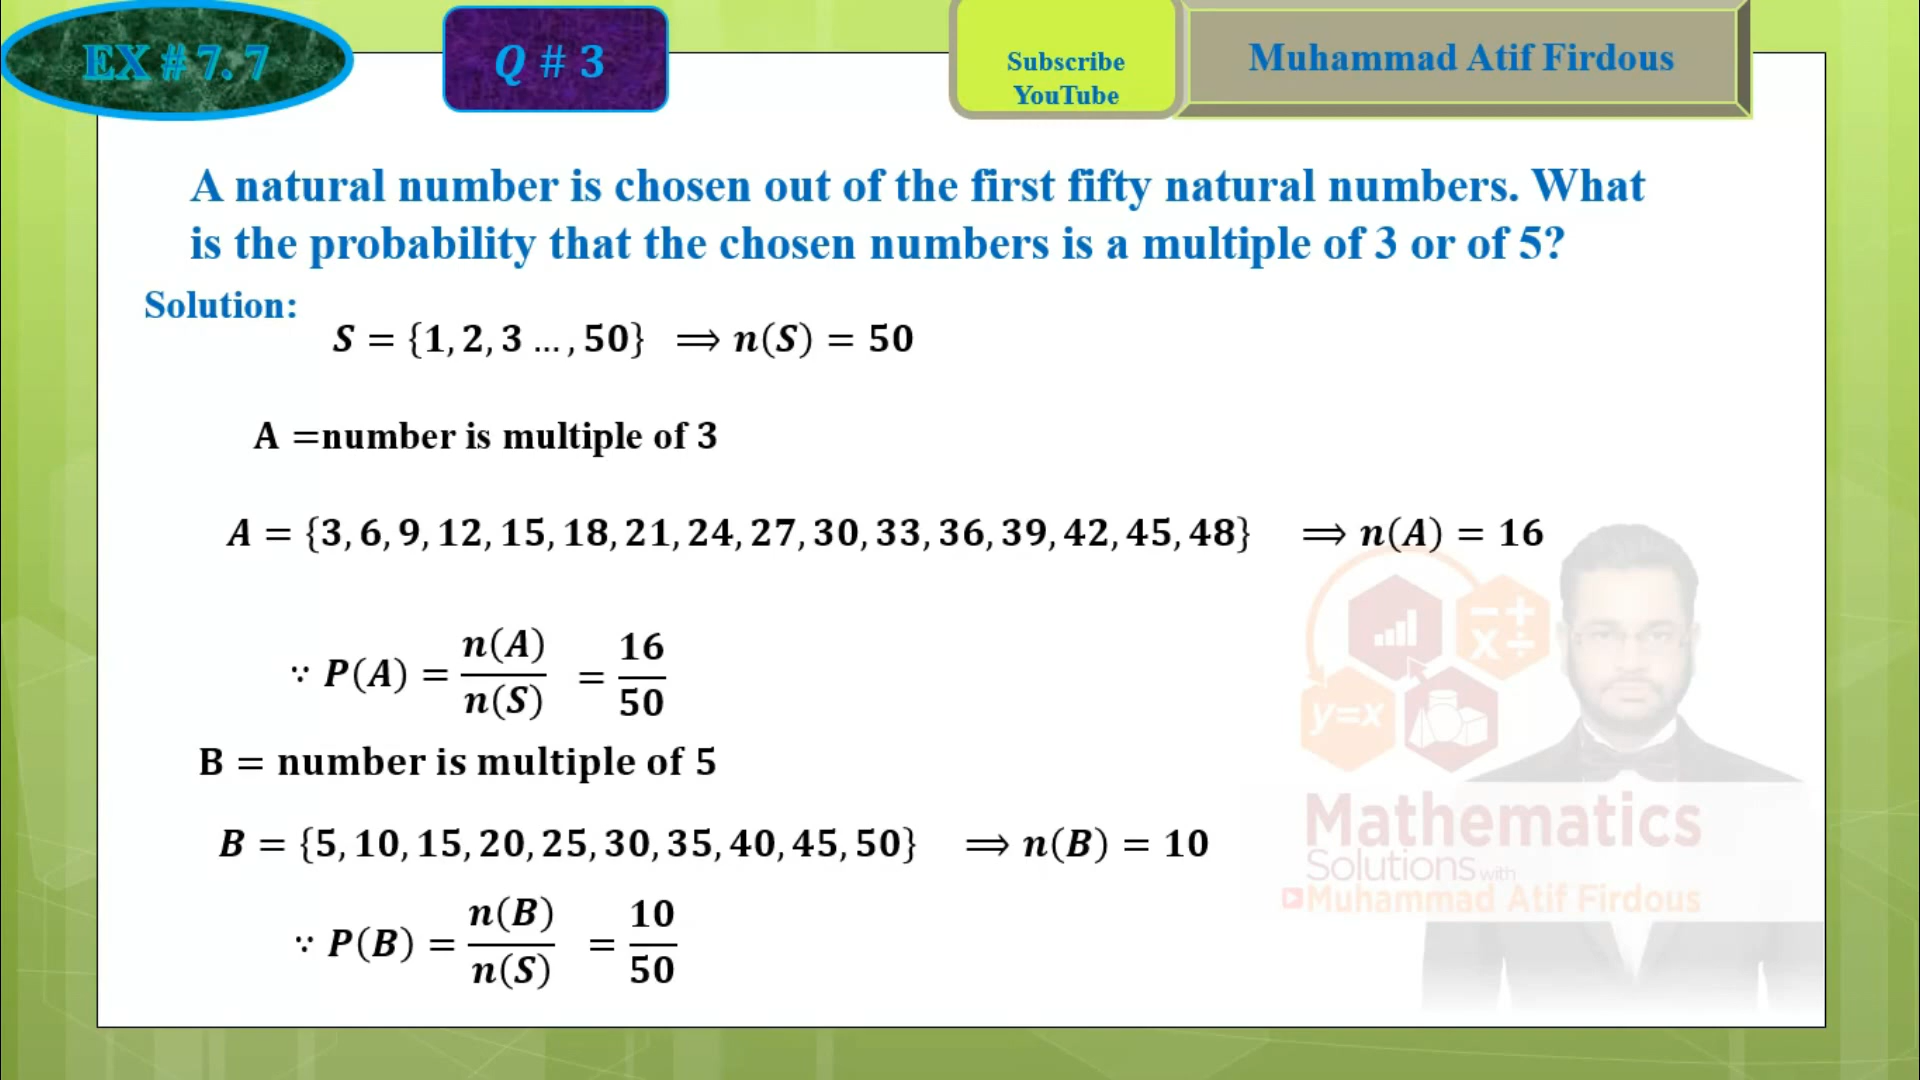 EX # 7.7
Q # 3
Subscribe
YouTube
Muhammad Atif Firdous
A natural number is chosen out of the first fifty natural numbers. What
is the probability that the chosen numbers is a multiple of 3 or of 5?
Solution:
S = {1, 2, 3 …, 50} ⟹ n(S) = 50
A =number is multiple of 3
A = {3, 6, 9, 12, 15, 18, 21, 24, 27, 30, 33, 36, 39, 42, 45, 48} ⟹ n(A) = 16
∵ P(A) = n(A)/n(S) = 16/50
B = number is multiple of 5
B = {5, 10, 15, 20, 25, 30, 35, 40, 45, 50} ⟹ n(B) = 10
∵ P(B) = n(B)/n(S) = 10/50
− + × ÷
y=x
Mathematics
Solutions with
Muhammad Atif Firdous